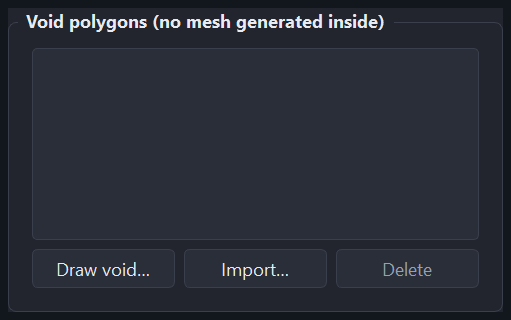 Void polygons (no mesh generated inside)
Draw void...
Import...
Delete